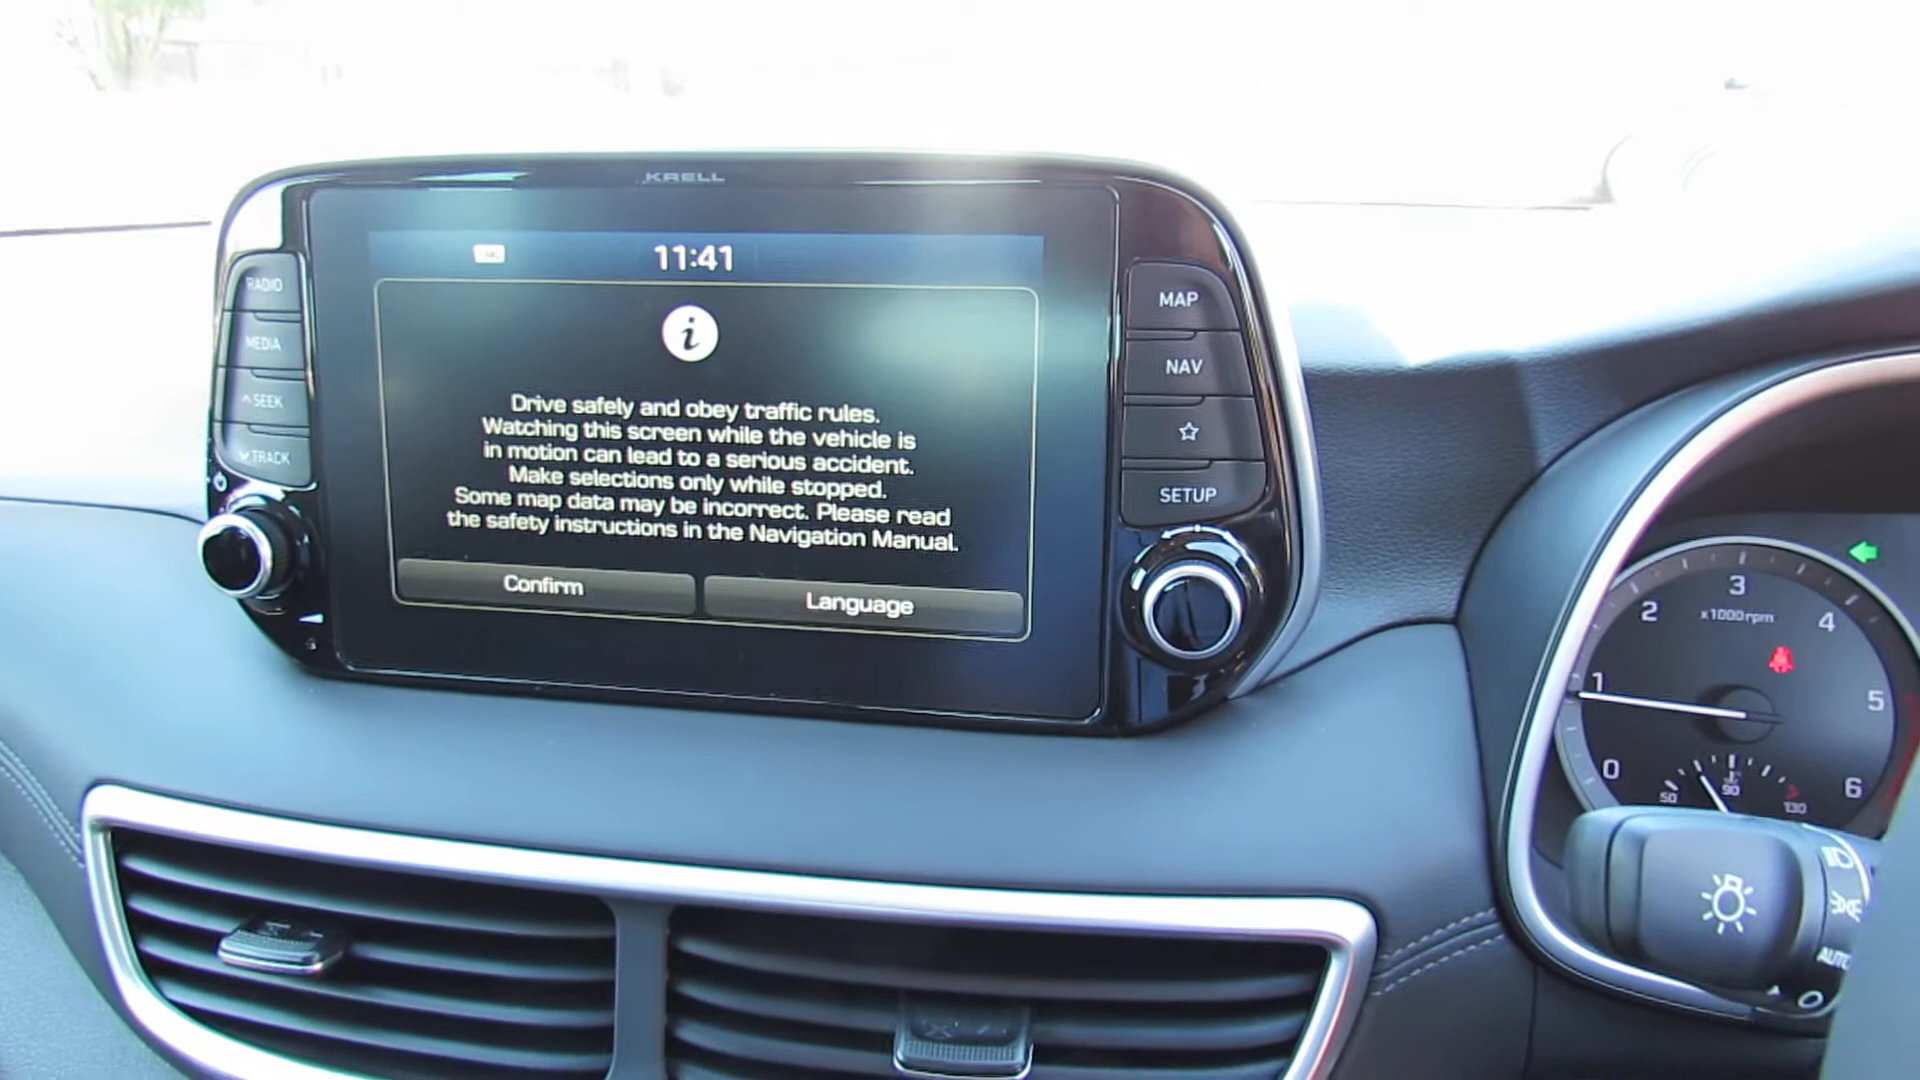 KRELL
11:41
RADIO
MEDIA
SEEK
TRACK
Drive safely and obey traffic rules.
Watching this screen while the vehicle is
in motion can lead to a serious accident.
Make selections only while stopped.
Some map data may be incorrect. Please read
the safety instructions in the Navigation Manual.
Confirm
Language
MAP
NAV
SETUP
0
1
2
3
4
5
6
x1000rpm
50
90
130
AUTO